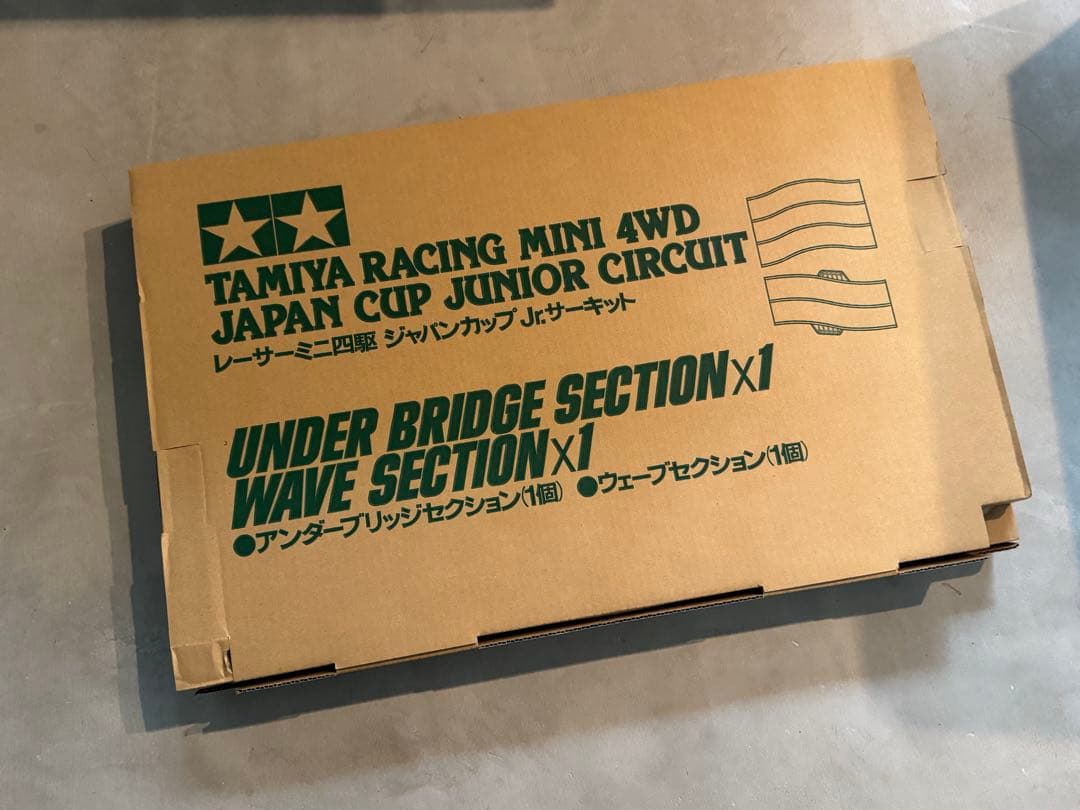 TAMIYA RACING MINI 4WD
JAPAN CUP JUNIOR CIRCUIT
レーサーミニ四駆 ジャパンカップ Jr.サーキット
UNDER BRIDGE SECTION×1
WAVE SECTION×1
●アンダーブリッジセクション(1個) ●ウェーブセクション(1個)